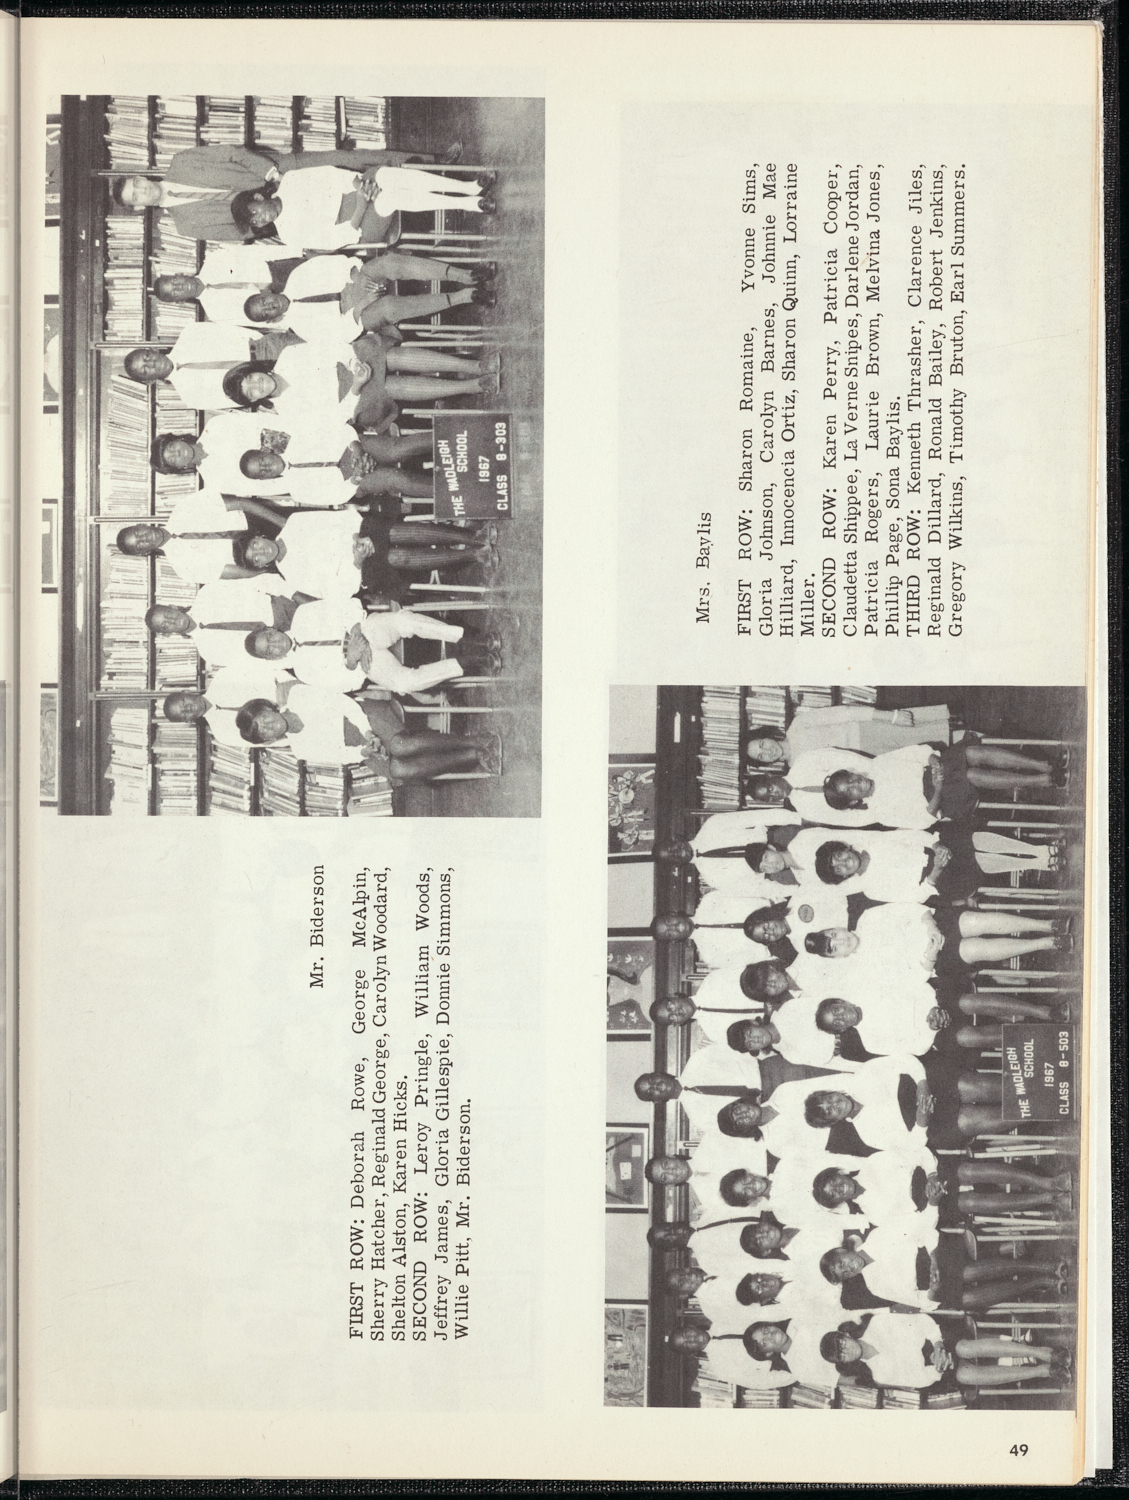 THE WADLEIGH
SCHOOL
1967
CLASS 8-303
Mr. Biderson
FIRST ROW: Deborah Rowe, George McAlpin,
Sherry Hatcher, Reginald George, Carolyn Woodard,
Shelton Alston, Karen Hicks.
SECOND ROW: Leroy Pringle, William Woods,
Jeffrey James, Gloria Gillespie, Donnie Simmons,
Willie Pitt, Mr. Biderson.
Mrs. Baylis
FIRST ROW: Sharon Romaine, Yvonne Sims,
Gloria Johnson, Carolyn Barnes, Johnnie Mae
Hilliard, Innocencia Ortiz, Sharon Quinn, Lorraine
Miller.
SECOND ROW: Karen Perry, Patricia Cooper,
Claudetta Shippee, La Verne Snipes, Darlene Jordan,
Patricia Rogers, Laurie Brown, Melvina Jones,
Phillip Page, Sona Baylis.
THIRD ROW: Kenneth Thrasher, Clarence Jiles,
Reginald Dillard, Ronald Bailey, Robert Jenkins,
Gregory Wilkins, Timothy Bruton, Earl Summers.
THE WADLEIGH
SCHOOL
1967
CLASS 8-503
49